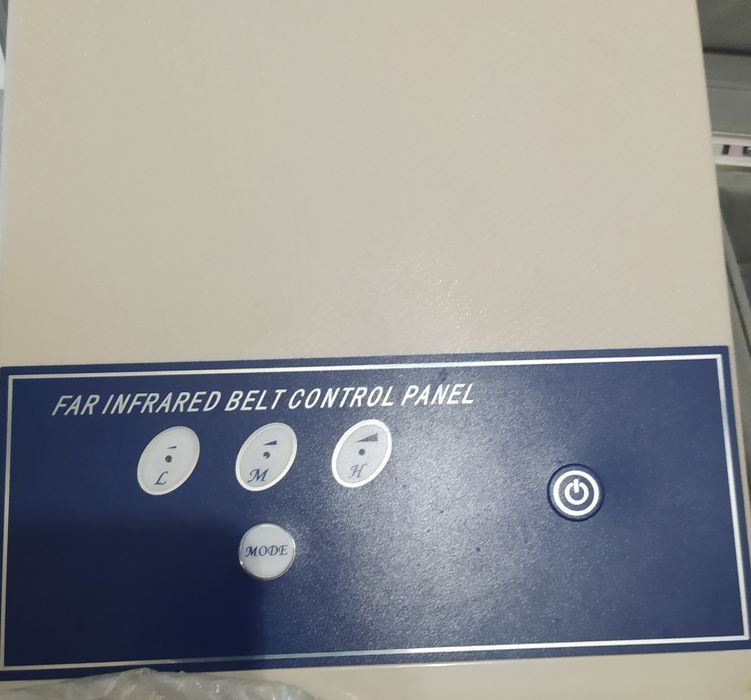 FAR INFRARED BELT CONTROL PANEL
L M H
MODE